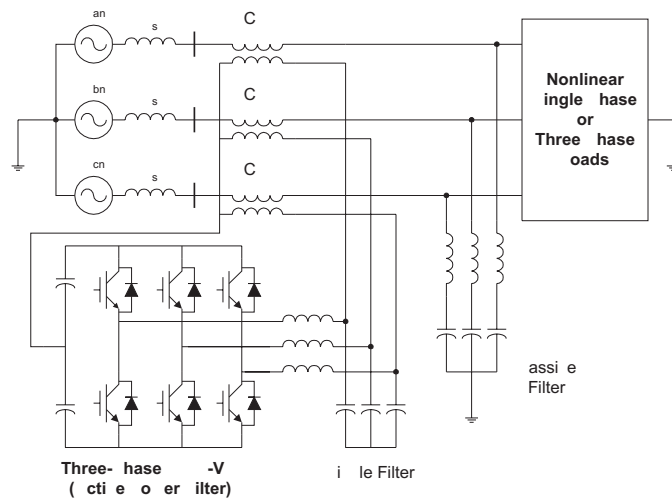 an
s
C
bn
s
C
cn
s
C
Nonlinear
ingle hase
or
Three hase
oads
assi e
Filter
Three- hase -V
( cti e o er ilter)
i le Filter